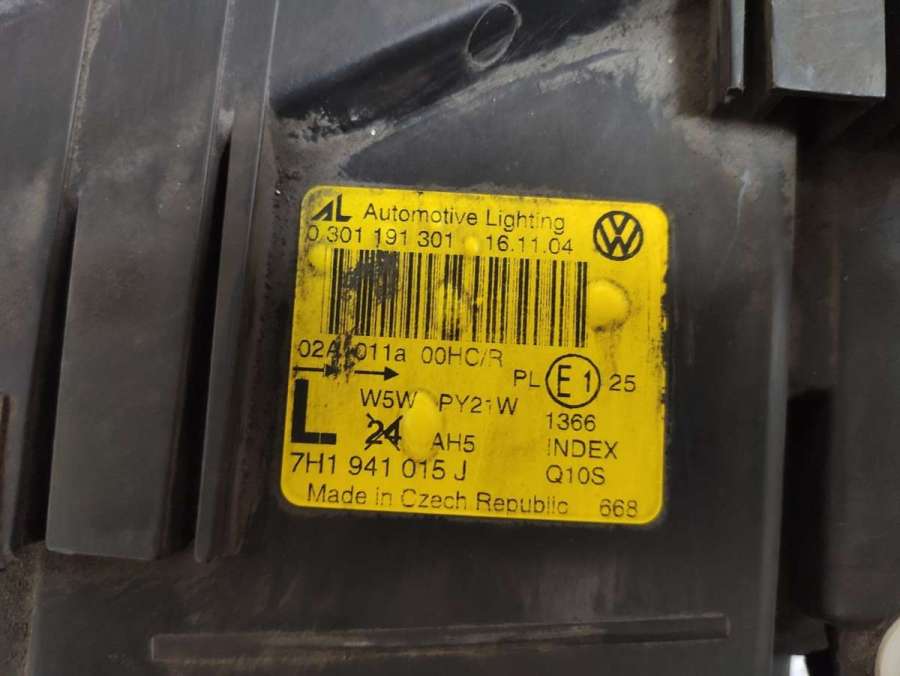 AL Automotive Lighting
0 301 191 301 16.11.04
02A 011a 00HC/R
PL E1 25
W5W PY21W
1366
L 24 AH5
INDEX
7H1 941 015 J
Q10S
Made in Czech Republic 668